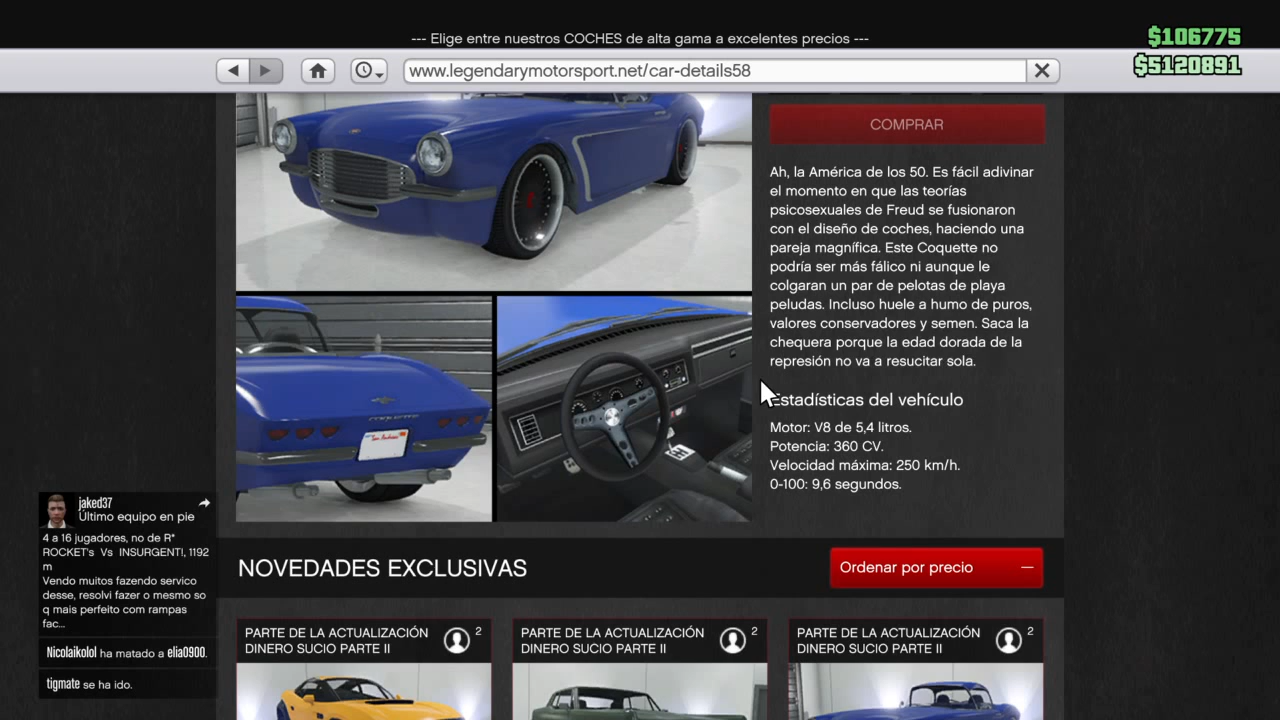 --- Elige entre nuestros COCHES de alta gama a excelentes precios ---
$106775
$5120891
www.legendarymotorsport.net/car-details58
COMPRAR
Ah, la América de los 50. Es fácil adivinar
el momento en que las teorías
psicosexuales de Freud se fusionaron
con el diseño de coches, haciendo una
pareja magnífica. Este Coquette no
podría ser más fálico ni aunque le
colgaran un par de pelotas de playa
peludas. Incluso huele a humo de puros,
valores conservadores y semen. Saca la
chequera porque la edad dorada de la
represión no va a resucitar sola.
Estadísticas del vehículo
Motor: V8 de 5,4 litros.
Potencia: 360 CV.
Velocidad máxima: 250 km/h.
0-100: 9,6 segundos.
COQUETTE
San Andreas
jaked37
Último equipo en pie
4 a 16 jugadores, no de R*
ROCKET's Vs INSURGENT!, 1192
m
Vendo muitos fazendo servico
desse, resolvi fazer o mesmo so
q mais perfeito com rampas
fac...
Nicolaikolol ha matado a elia0900.
tigmate se ha ido.
NOVEDADES EXCLUSIVAS
Ordenar por precio
PARTE DE LA ACTUALIZACIÓN
DINERO SUCIO PARTE II
2
PARTE DE LA ACTUALIZACIÓN
DINERO SUCIO PARTE II
2
PARTE DE LA ACTUALIZACIÓN
DINERO SUCIO PARTE II
2